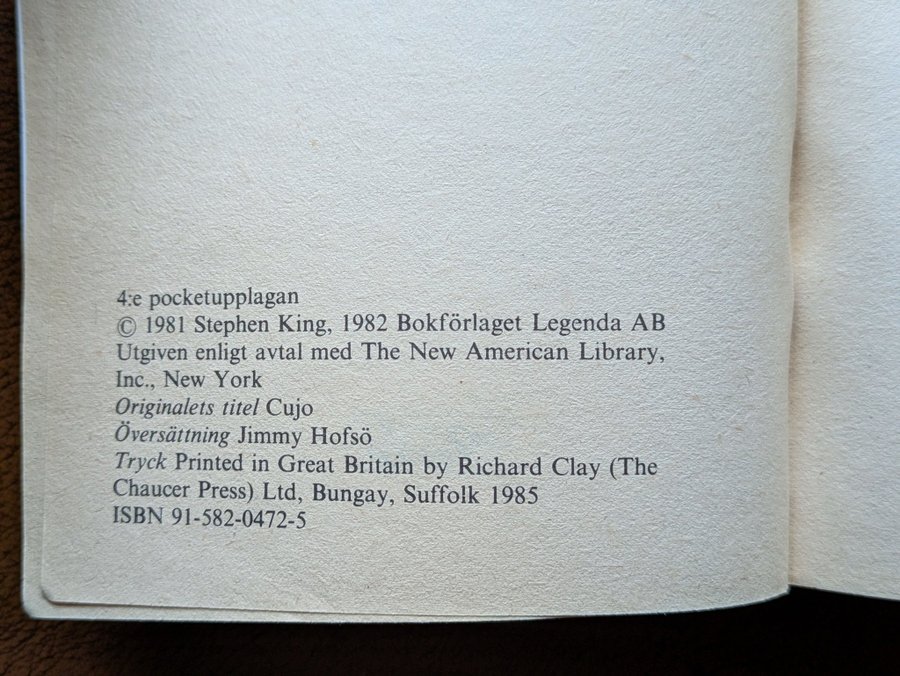 4:e pocketupplagan
© 1981 Stephen King, 1982 Bokförlaget Legenda AB
Utgiven enligt avtal med The New American Library,
Inc., New York
Originalets titel Cujo
Översättning Jimmy Hofsö
Tryck Printed in Great Britain by Richard Clay (The
Chaucer Press) Ltd, Bungay, Suffolk 1985
ISBN 91-582-0472-5